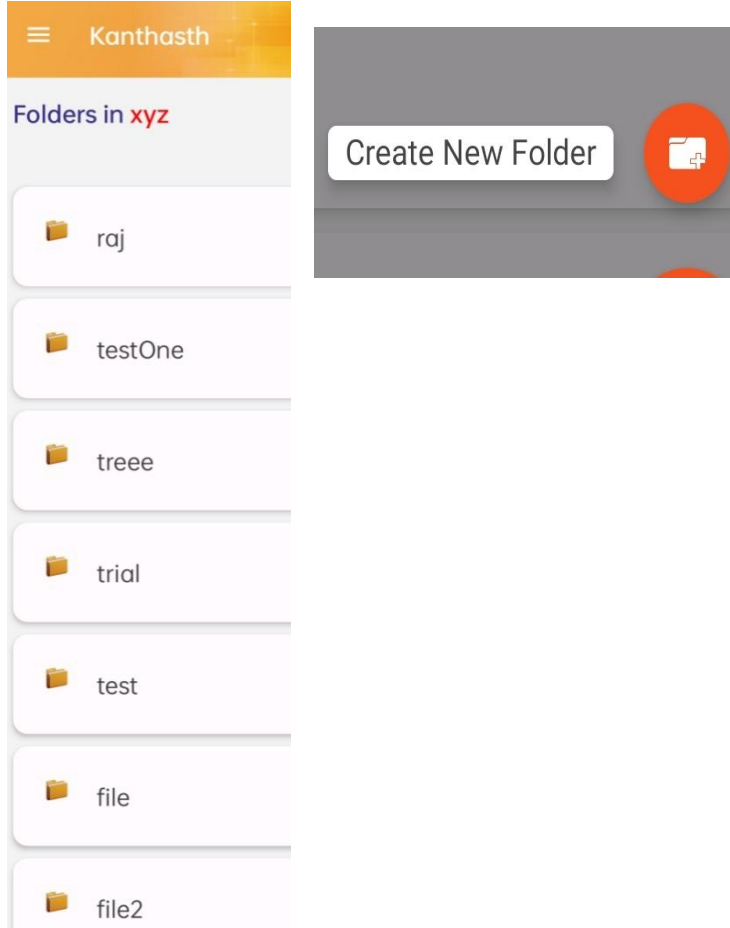 Kanthasth
Folders in xyz
raj
testOne
treee
trial
test
file
file2
Create New Folder